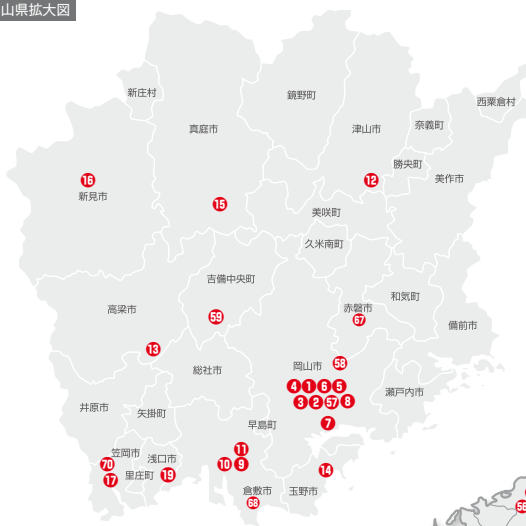 山県拡大図
新庄村
鏡野町
西粟倉村
真庭市
津山市
奈義町
勝央町
16
12
美作市
新見市
15
美咲町
久米南町
吉備中央町
和気町
高梁市
59
赤磐市
67
備前市
13
岡山市
58
総社市
4 1 6 5
瀬戸内市
3 2 57 8
井原市
矢掛町
早島町
7
笠岡市
浅口市
11
70
10 9
17
里庄町
19
14
倉敷市
玉野市
68
56